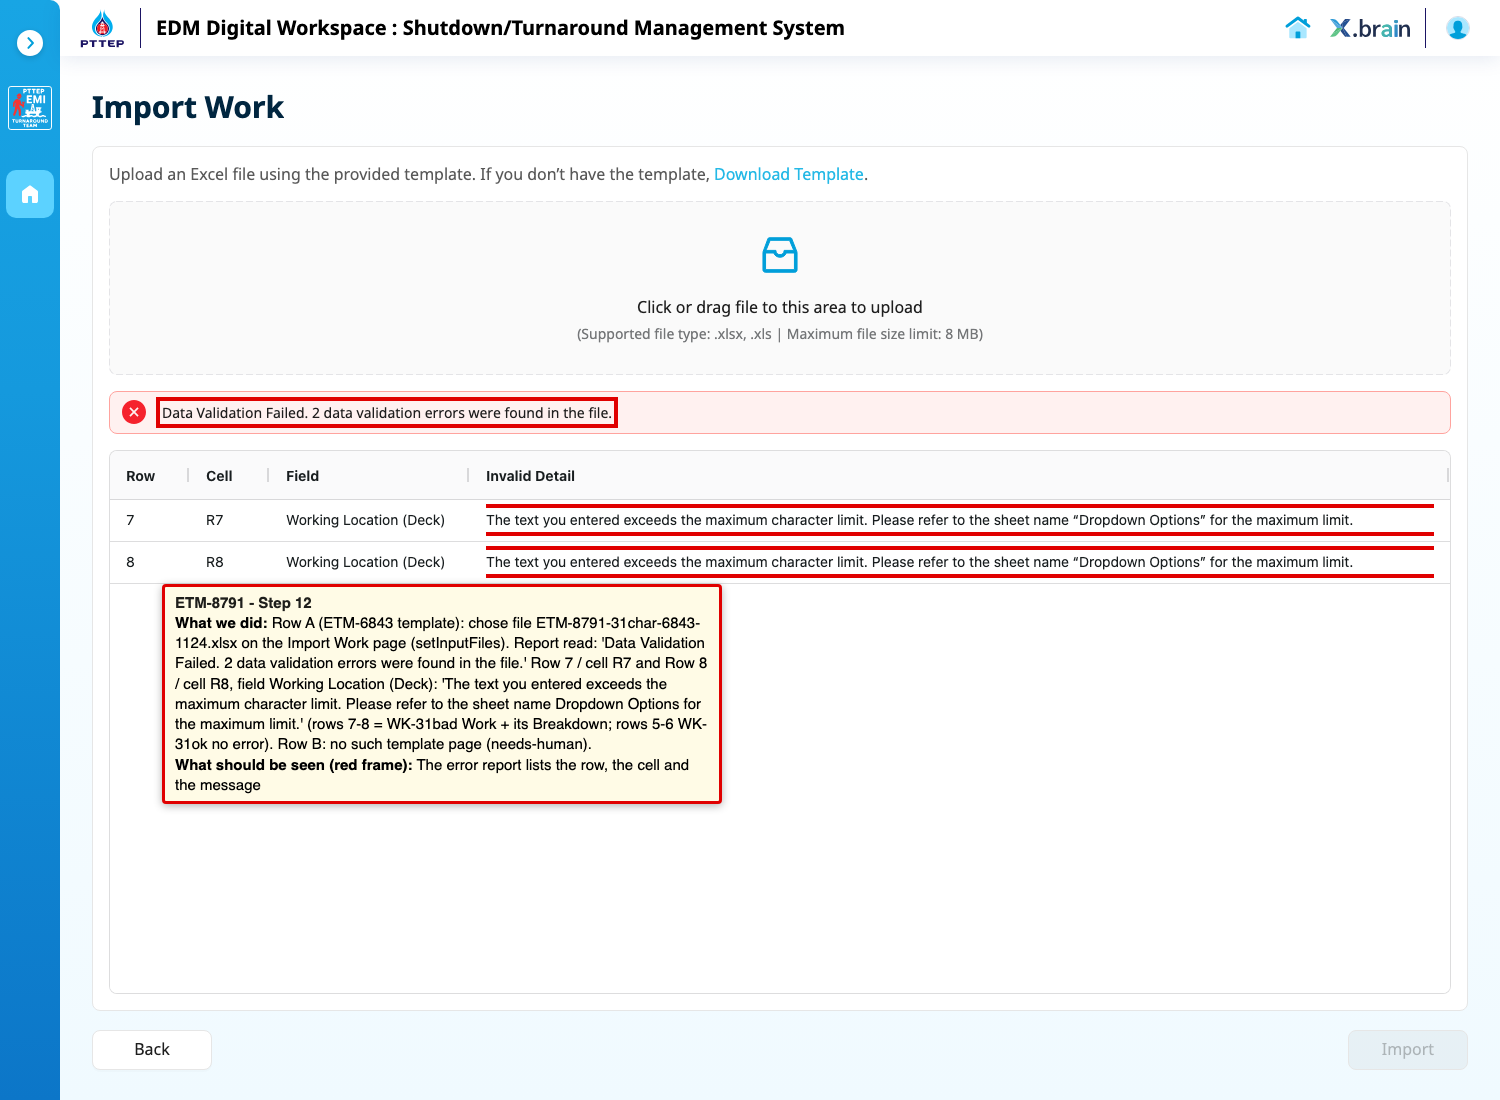 PTTEP
EDM Digital Workspace : Shutdown/Turnaround Management System
X.brain
PTTEP
EMI
TURNAROUND
TEAM
Import Work
Upload an Excel file using the provided template. If you don’t have the template, Download Template.
Click or drag file to this area to upload
(Supported file type: .xlsx, .xls | Maximum file size limit: 8 MB)
Data Validation Failed. 2 data validation errors were found in the file.
Row Cell Field Invalid Detail
7 R7 Working Location (Deck) The text you entered exceeds the maximum character limit. Please refer to the sheet name “Dropdown Options” for the maximum limit.
8 R8 Working Location (Deck) The text you entered exceeds the maximum character limit. Please refer to the sheet name “Dropdown Options” for the maximum limit.
ETM-8791 - Step 12
What we did: Row A (ETM-6843 template): chose file ETM-8791-31char-6843-
1124.xlsx on the Import Work page (setInputFiles). Report read: 'Data Validation
Failed. 2 data validation errors were found in the file.' Row 7 / cell R7 and Row 8
/ cell R8, field Working Location (Deck): 'The text you entered exceeds the
maximum character limit. Please refer to the sheet name Dropdown Options for
the maximum limit.' (rows 7-8 = WK-31bad Work + its Breakdown; rows 5-6 WK-
31ok no error). Row B: no such template page (needs-human).
What should be seen (red frame): The error report lists the row, the cell and
the message
Back
Import